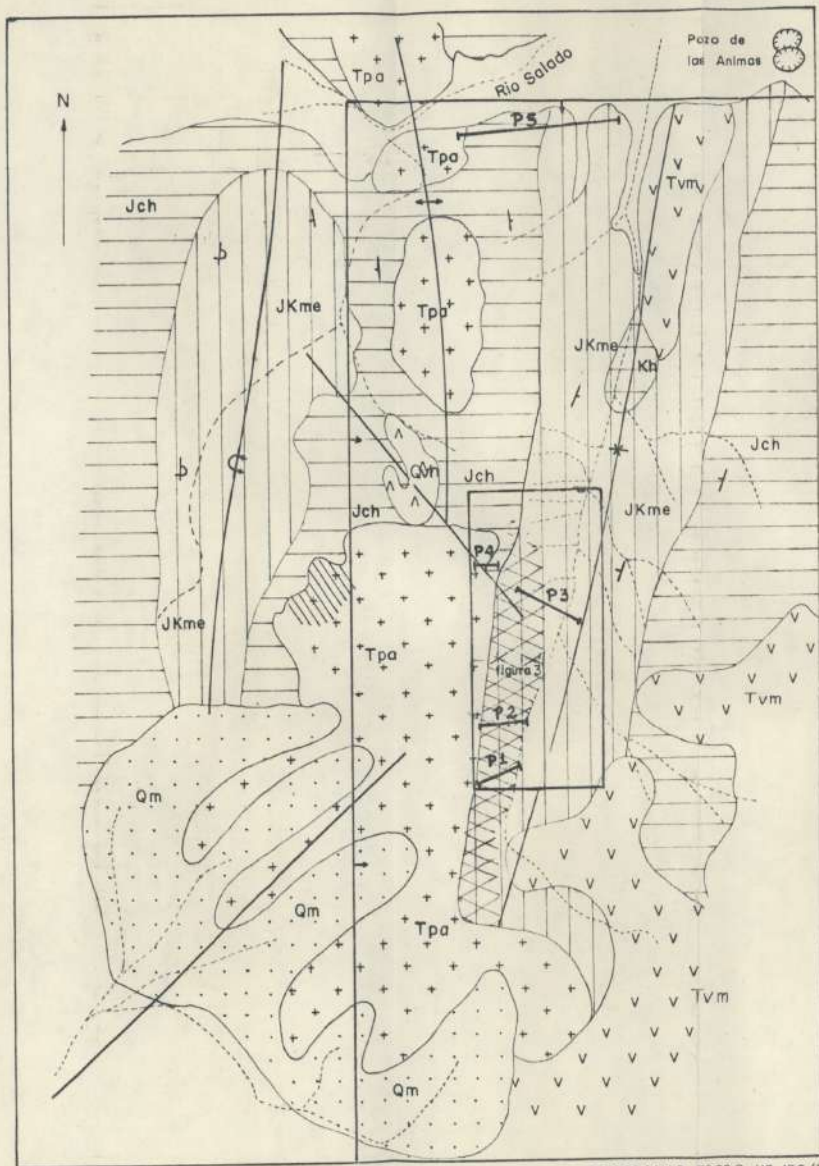 Pozo de
las Animas
N
Tpa
Rio Salado
P5
Tpa
Tvm
Jch
JKme
Tpa
JKme
Kh
Jch
Jch
Jch
JKme
P4
P3
JKme
Tpa
figura 3
Tvm
P2
P1
Qm
Qm
Tpa
Tvm
Qm